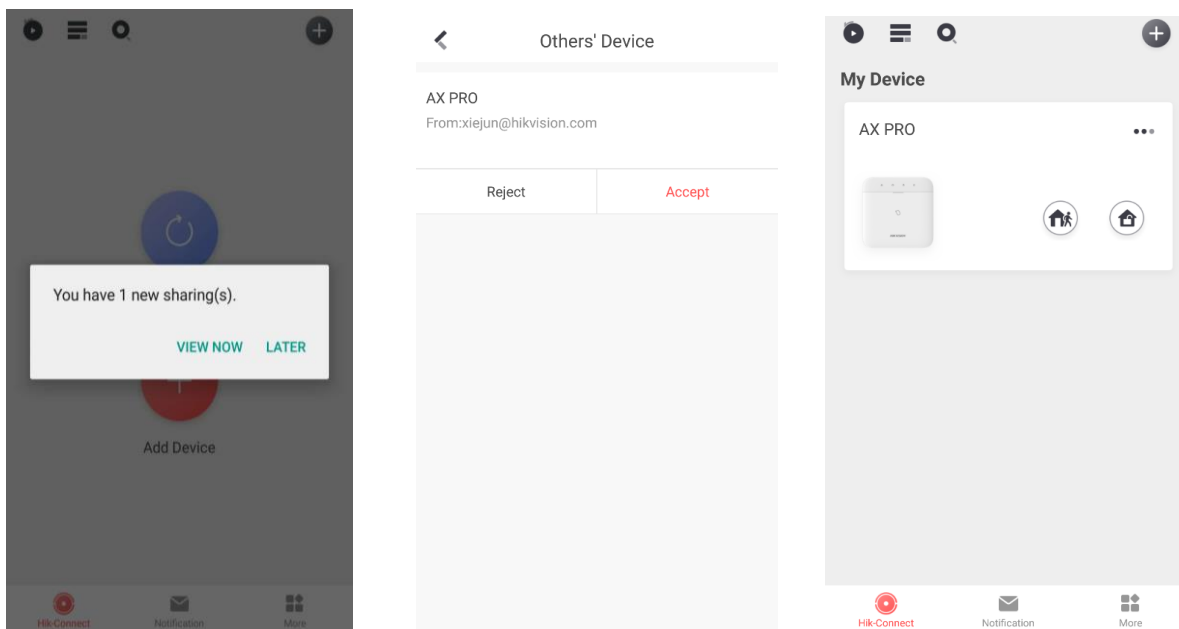 You have 1 new sharing(s).
VIEW NOW LATER
Add Device
Hik-Connect Notification More
Others' Device
AX PRO
From:xiejun@hikvision.com
Reject Accept
My Device
AX PRO
Hik-Connect Notification More